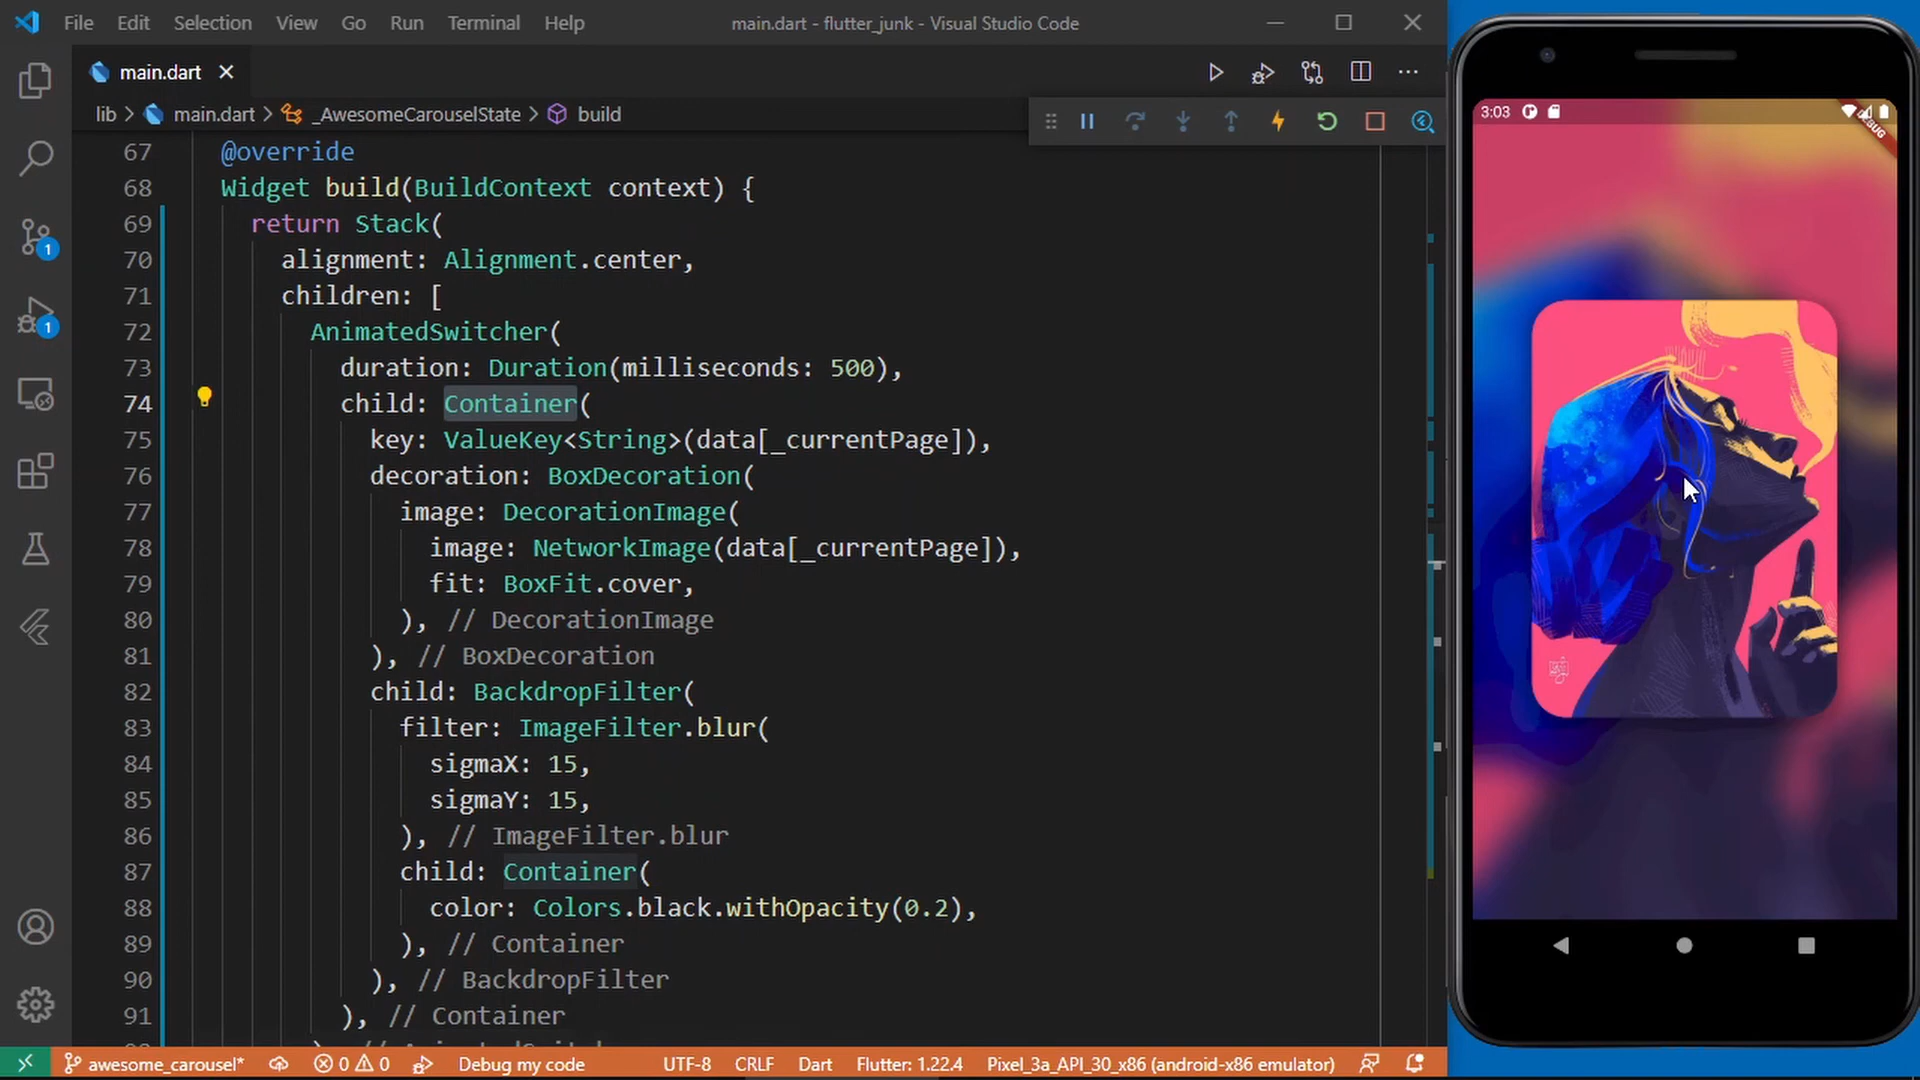 File Edit Selection View Go Run Terminal Help main.dart - flutter_junk - Visual Studio Code
main.dart
lib > main.dart > _AwesomeCarouselState > build
67 @override
68 Widget build(BuildContext context) {
69 return Stack(
70 alignment: Alignment.center,
71 children: [
72 AnimatedSwitcher(
73 duration: Duration(milliseconds: 500),
74 child: Container(
75 key: ValueKey<String>(data[_currentPage]),
76 decoration: BoxDecoration(
77 image: DecorationImage(
78 image: NetworkImage(data[_currentPage]),
79 fit: BoxFit.cover,
80 ), // DecorationImage
81 ), // BoxDecoration
82 child: BackdropFilter(
83 filter: ImageFilter.blur(
84 sigmaX: 15,
85 sigmaY: 15,
86 ), // ImageFilter.blur
87 child: Container(
88 color: Colors.black.withOpacity(0.2),
89 ), // Container
90 ), // BackdropFilter
91 ), // Container
1
1
awesome_carousel* 0 0 Debug my code UTF-8 CRLF Dart Flutter: 1.22.4 Pixel_3a_API_30_x86 (android-x86 emulator)
3:03
DEBUG